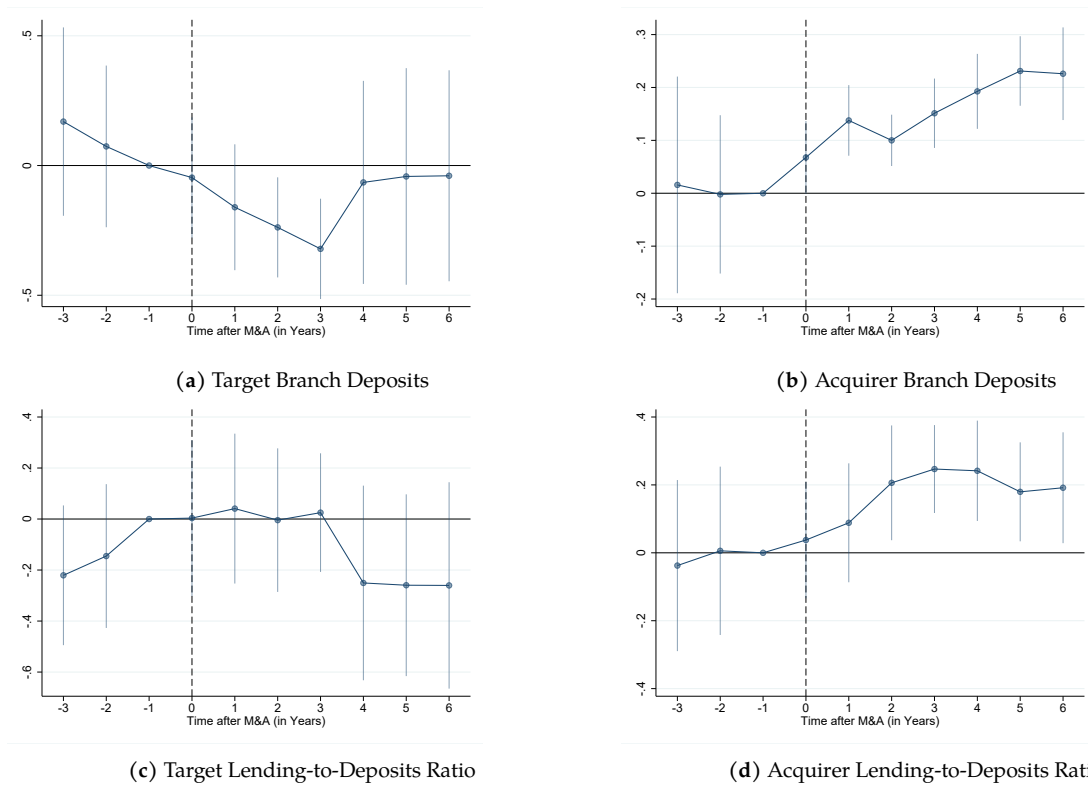 .5
0
-.5
-3 -2 -1 0 1 2 3 4 5 6
Time after M&A (in Years)
(a) Target Branch Deposits
.3
.2
.1
0
-.1
-.2
-3 -2 -1 0 1 2 3 4 5 6
Time after M&A (in Years)
(b) Acquirer Branch Deposits
.4
.2
0
-.2
-.4
-.6
-3 -2 -1 0 1 2 3 4 5 6
Time after M&A (in Years)
(c) Target Lending-to-Deposits Ratio
.4
.2
0
-.2
-.4
-3 -2 -1 0 1 2 3 4 5 6
Time after M&A (in Years)
(d) Acquirer Lending-to-Deposits Rati